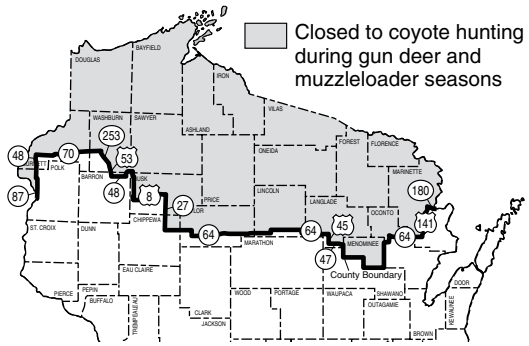 Closed to coyote hunting
during gun deer and
muzzleloader seasons
BAYFIELD
DOUGLAS
IRON
VILAS
WASHBURN
SAYWER
ASHLAND
FOREST
FLORENCE
ONEIDA
MARINETTE
253
48
70
53
POLK
BARRON
48
8
PRICE
LINCOLN
LANGLADE
180
87
27
OCONTO
141
CHIPPEWA
45
ST. CROIX
DUNN
64
MARATHON
64
MENOMINEE
64
47
County Boundary
EAU CLAIRE
PIERCE
PEPIN
BUFFALO
TREMPEALEAU
CLARK
JACKSON
WOOD
PORTAGE
WAUPACA
SHAWANO
OUTAGAMIE
DOOR
KEWAUNEE
BROWN